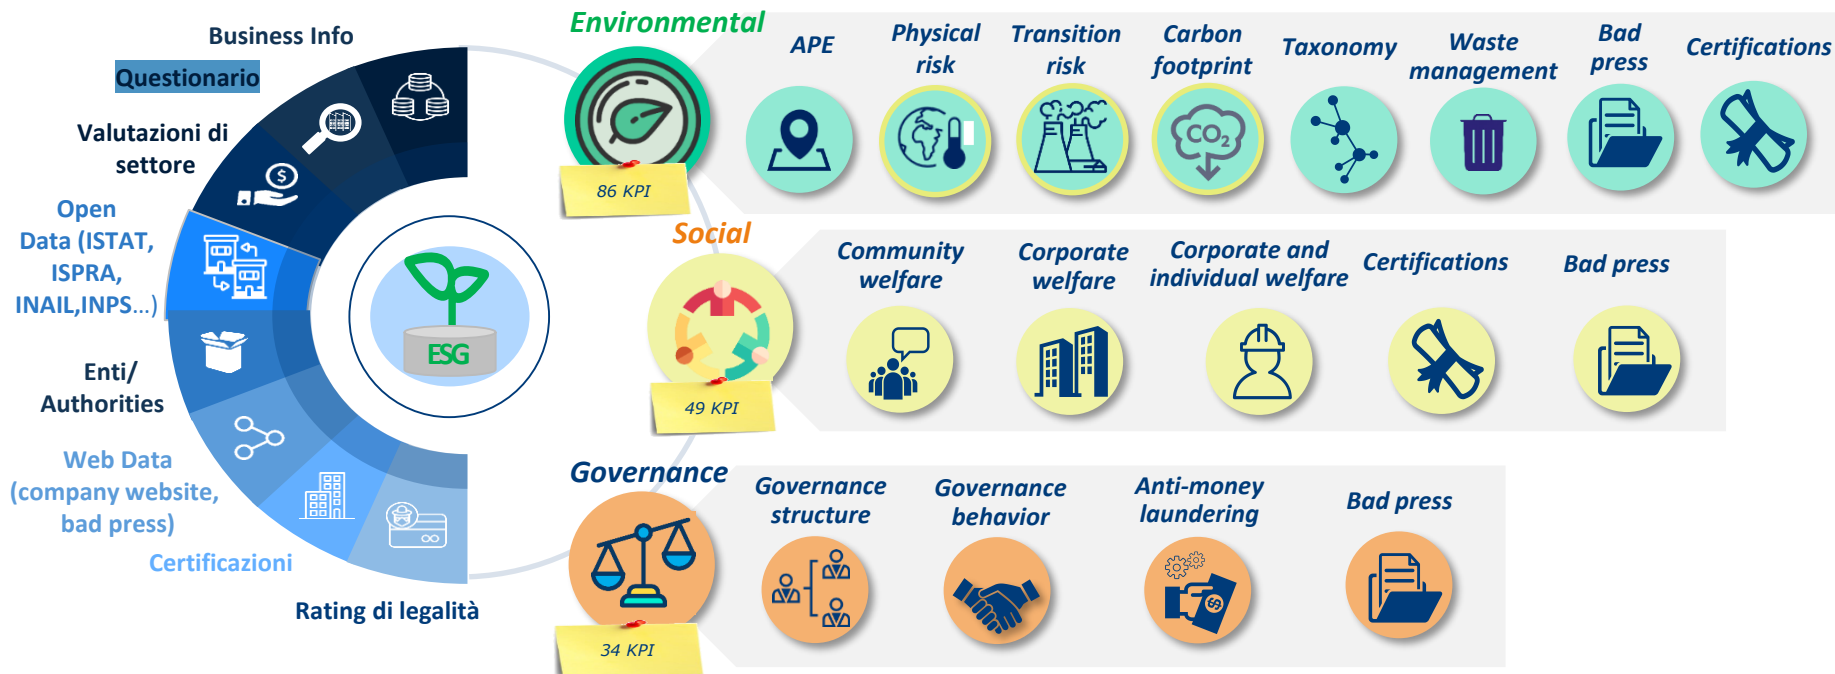 Business Info
Questionario
Valutazioni di
settore
Open
Data (ISTAT,
ISPRA,
INAIL,INPS...)
Enti/
Authorities
Web Data
(company website,
bad press)
Certificazioni
Rating di legalità
$
ESG
Environmental
86 KPI
APE
Physical
risk
Transition
risk
Carbon
footprint
CO2
Taxonomy
Waste
management
Bad
press
Certifications
Social
49 KPI
Community
welfare
Corporate
welfare
Corporate and
individual welfare
Certifications
Bad press
Governance
34 KPI
Governance
structure
Governance
behavior
Anti-money
laundering
$
Bad press